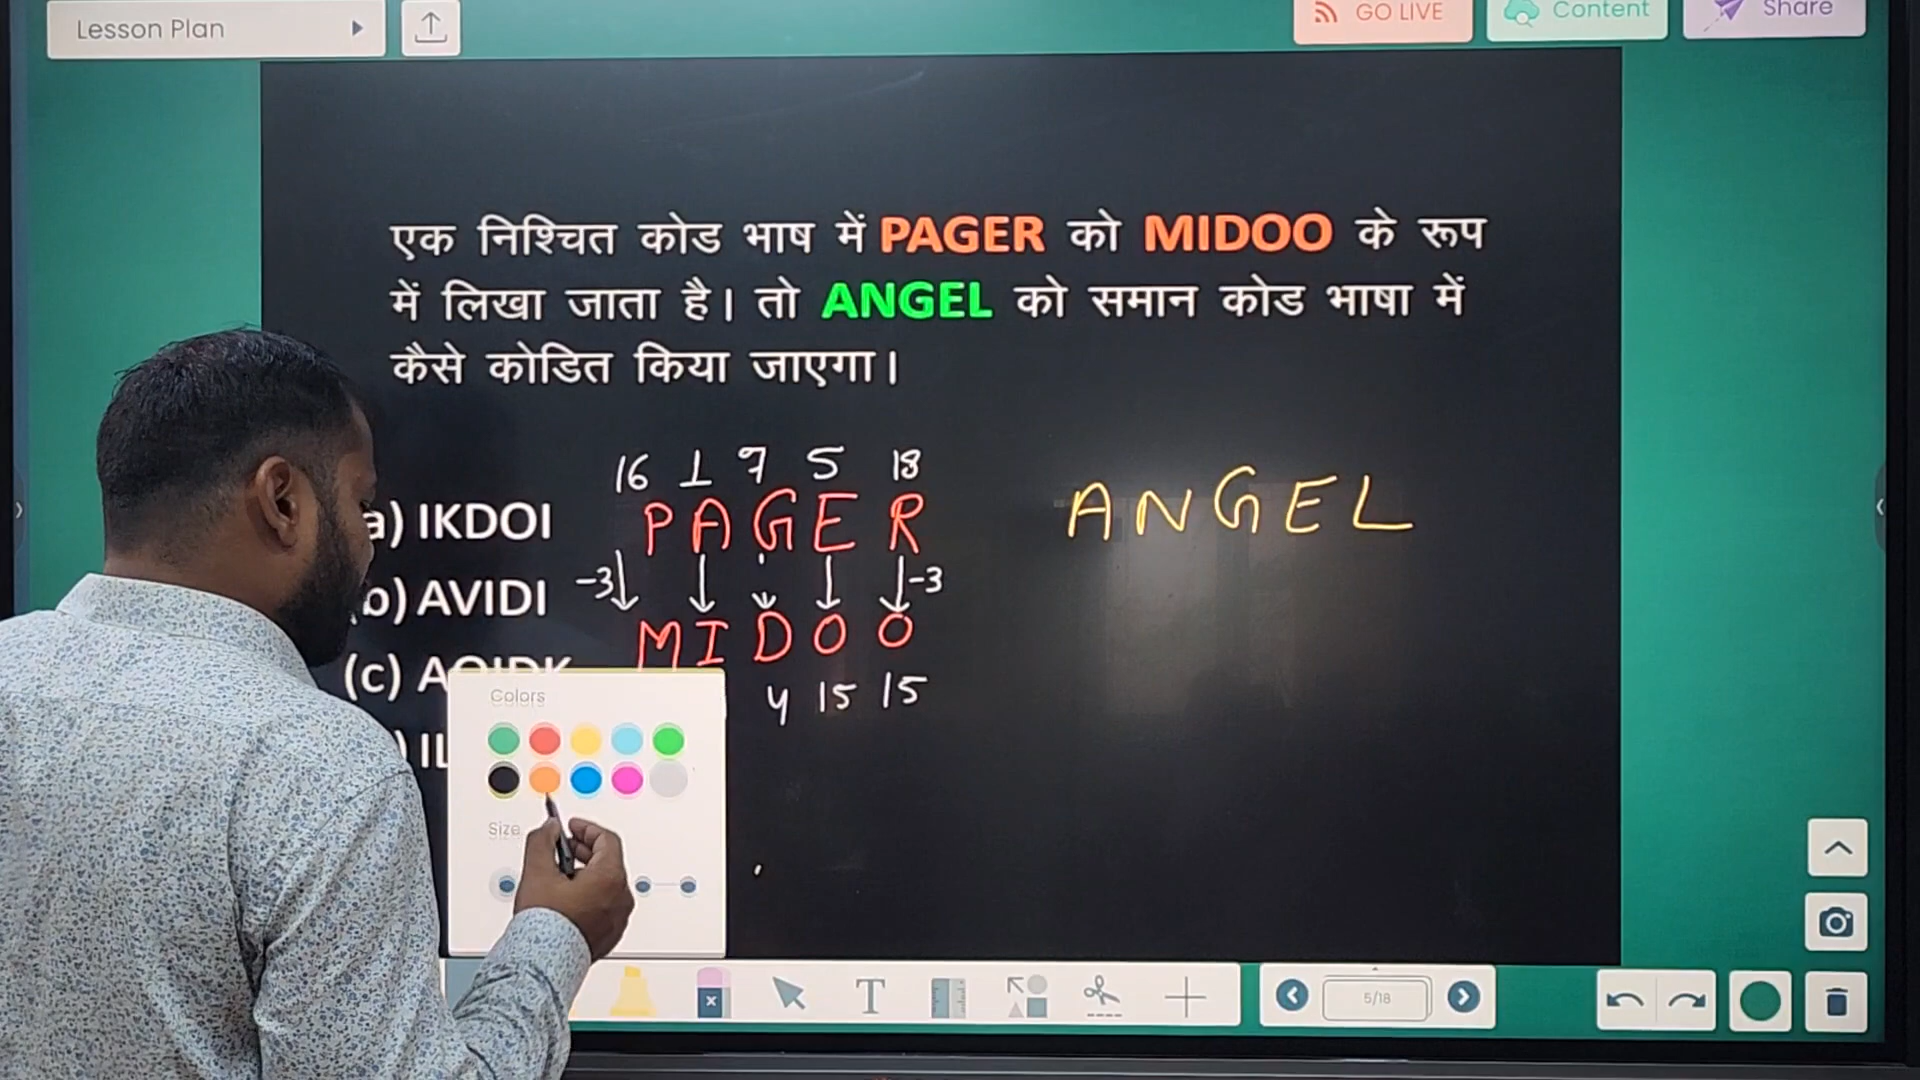 Lesson Plan
GO LIVE
Content
Share
एक निश्चित कोड भाष में PAGER को MIDOO के रूप
में लिखा जाता है। तो ANGEL को समान कोड भाषा में
कैसे कोडित किया जाएगा।
16 1 7 5 18
PAGER
ANGEL
a) IKDOI
-3 -3
b) AVIDI
MIDOO
(c)
4 15 15
Colors
Size
T
5/18